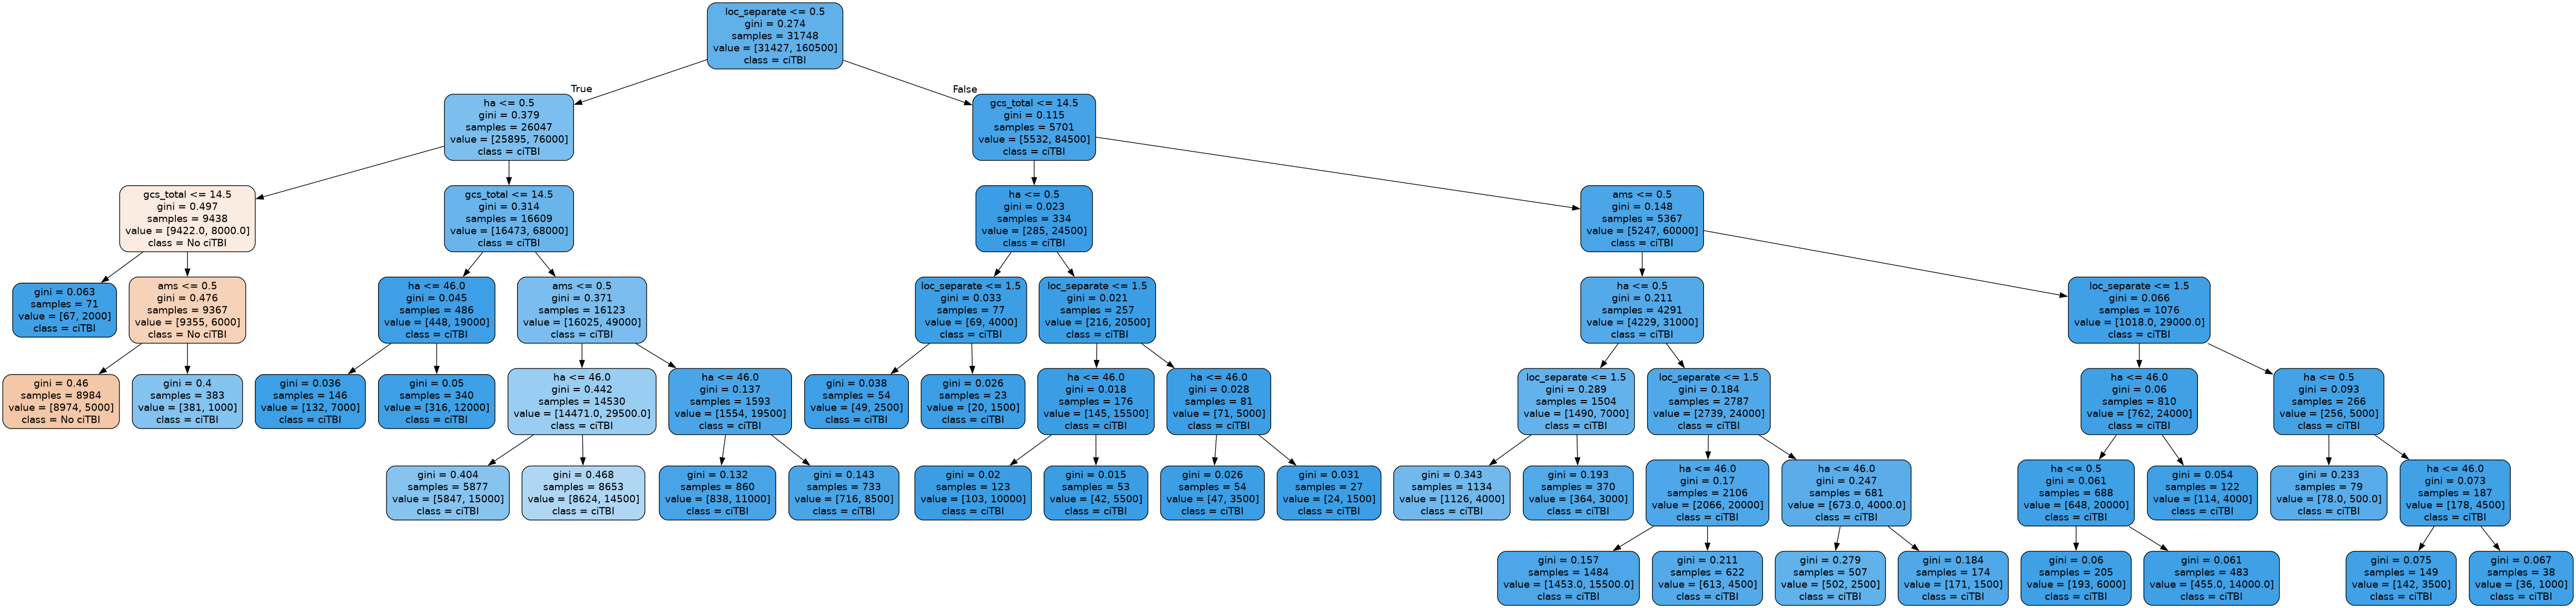 loc_separate <= 0.5
gini = 0.274
samples = 31748
value = [31427, 160500]
class = ciTBI
True
False
ha <= 0.5
gini = 0.379
samples = 26047
value = [25895, 76000]
class = ciTBI
gcs_total <= 14.5
gini = 0.115
samples = 5701
value = [5532, 84500]
class = ciTBI
gcs_total <= 14.5
gini = 0.497
samples = 9438
value = [9422.0, 8000.0]
class = No ciTBI
gcs_total <= 14.5
gini = 0.314
samples = 16609
value = [16473, 68000]
class = ciTBI
ha <= 0.5
gini = 0.023
samples = 334
value = [285, 24500]
class = ciTBI
ams <= 0.5
gini = 0.148
samples = 5367
value = [5247, 60000]
class = ciTBI
gini = 0.063
samples = 71
value = [67, 2000]
class = ciTBI
ams <= 0.5
gini = 0.476
samples = 9367
value = [9355, 6000]
class = No ciTBI
ha <= 46.0
gini = 0.045
samples = 486
value = [448, 19000]
class = ciTBI
ams <= 0.5
gini = 0.371
samples = 16123
value = [16025, 49000]
class = ciTBI
loc_separate <= 1.5
gini = 0.033
samples = 77
value = [69, 4000]
class = ciTBI
loc_separate <= 1.5
gini = 0.021
samples = 257
value = [216, 20500]
class = ciTBI
ha <= 0.5
gini = 0.211
samples = 4291
value = [4229, 31000]
class = ciTBI
loc_separate <= 1.5
gini = 0.066
samples = 1076
value = [1018.0, 29000.0]
class = ciTBI
gini = 0.46
samples = 8984
value = [8974, 5000]
class = No ciTBI
gini = 0.4
samples = 383
value = [381, 1000]
class = ciTBI
gini = 0.036
samples = 146
value = [132, 7000]
class = ciTBI
gini = 0.05
samples = 340
value = [316, 12000]
class = ciTBI
ha <= 46.0
gini = 0.442
samples = 14530
value = [14471.0, 29500.0]
class = ciTBI
ha <= 46.0
gini = 0.137
samples = 1593
value = [1554, 19500]
class = ciTBI
gini = 0.038
samples = 54
value = [49, 2500]
class = ciTBI
gini = 0.026
samples = 23
value = [20, 1500]
class = ciTBI
ha <= 46.0
gini = 0.018
samples = 176
value = [145, 15500]
class = ciTBI
ha <= 46.0
gini = 0.028
samples = 81
value = [71, 5000]
class = ciTBI
loc_separate <= 1.5
gini = 0.289
samples = 1504
value = [1490, 7000]
class = ciTBI
loc_separate <= 1.5
gini = 0.184
samples = 2787
value = [2739, 24000]
class = ciTBI
ha <= 46.0
gini = 0.06
samples = 810
value = [762, 24000]
class = ciTBI
ha <= 0.5
gini = 0.093
samples = 266
value = [256, 5000]
class = ciTBI
gini = 0.404
samples = 5877
value = [5847, 15000]
class = ciTBI
gini = 0.468
samples = 8653
value = [8624, 14500]
class = ciTBI
gini = 0.132
samples = 860
value = [838, 11000]
class = ciTBI
gini = 0.143
samples = 733
value = [716, 8500]
class = ciTBI
gini = 0.02
samples = 123
value = [103, 10000]
class = ciTBI
gini = 0.015
samples = 53
value = [42, 5500]
class = ciTBI
gini = 0.026
samples = 54
value = [47, 3500]
class = ciTBI
gini = 0.031
samples = 27
value = [24, 1500]
class = ciTBI
gini = 0.343
samples = 1134
value = [1126, 4000]
class = ciTBI
gini = 0.193
samples = 370
value = [364, 3000]
class = ciTBI
ha <= 46.0
gini = 0.17
samples = 2106
value = [2066, 20000]
class = ciTBI
ha <= 46.0
gini = 0.247
samples = 681
value = [673.0, 4000.0]
class = ciTBI
ha <= 0.5
gini = 0.061
samples = 688
value = [648, 20000]
class = ciTBI
gini = 0.054
samples = 122
value = [114, 4000]
class = ciTBI
gini = 0.233
samples = 79
value = [78.0, 500.0]
class = ciTBI
ha <= 46.0
gini = 0.073
samples = 187
value = [178, 4500]
class = ciTBI
gini = 0.157
samples = 1484
value = [1453.0, 15500.0]
class = ciTBI
gini = 0.211
samples = 622
value = [613, 4500]
class = ciTBI
gini = 0.279
samples = 507
value = [502, 2500]
class = ciTBI
gini = 0.184
samples = 174
value = [171, 1500]
class = ciTBI
gini = 0.06
samples = 205
value = [193, 6000]
class = ciTBI
gini = 0.061
samples = 483
value = [455.0, 14000.0]
class = ciTBI
gini = 0.075
samples = 149
value = [142, 3500]
class = ciTBI
gini = 0.067
samples = 38
value = [36, 1000]
class = ciTBI